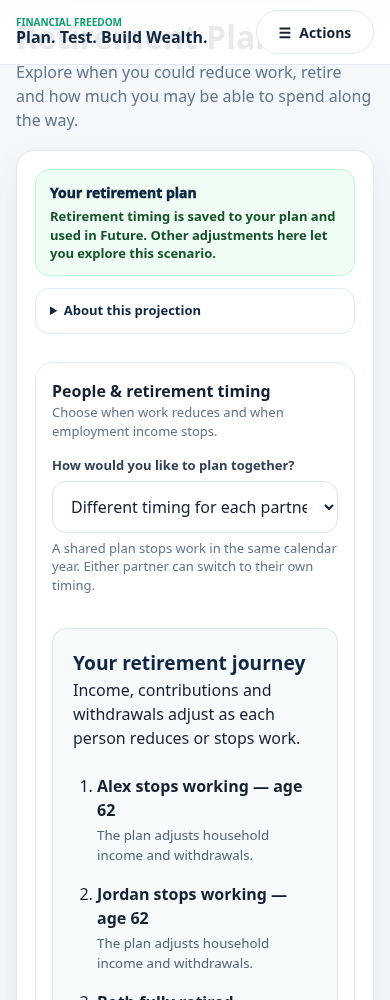 FINANCIAL FREEDOM
Plan. Test. Build Wealth.
☰ Actions
Retirement Pla
Explore when you could reduce work, retire
and how much you may be able to spend along
the way.
Your retirement plan
Retirement timing is saved to your plan and
used in Future. Other adjustments here let
you explore this scenario.
▶ About this projection
People & retirement timing
Choose when work reduces and when
employment income stops.
How would you like to plan together?
Different timing for each partne
A shared plan stops work in the same calendar
year. Either partner can switch to their own
timing.
Your retirement journey
Income, contributions and
withdrawals adjust as each
person reduces or stops work.
1. Alex stops working — age
62
The plan adjusts household
income and withdrawals.
2. Jordan stops working —
age 62
The plan adjusts household
income and withdrawals.
3. Both fully retired